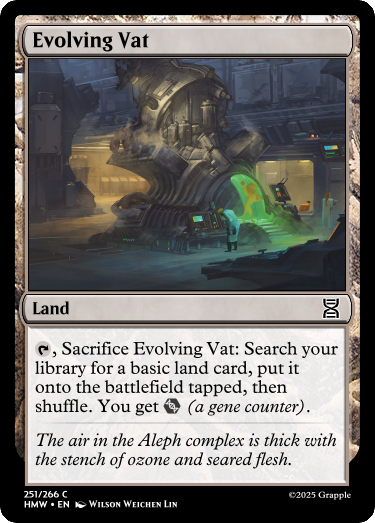 Evolving Vat
Land
, Sacrifice Evolving Vat: Search your
library for a basic land card, put it
onto the battlefield tapped, then
shuffle. You get (a gene counter).
The air in the Aleph complex is thick with
the stench of ozone and seared flesh.
251/266 C
HMW • EN Wilson Weichen Lin
©2025 Grapple